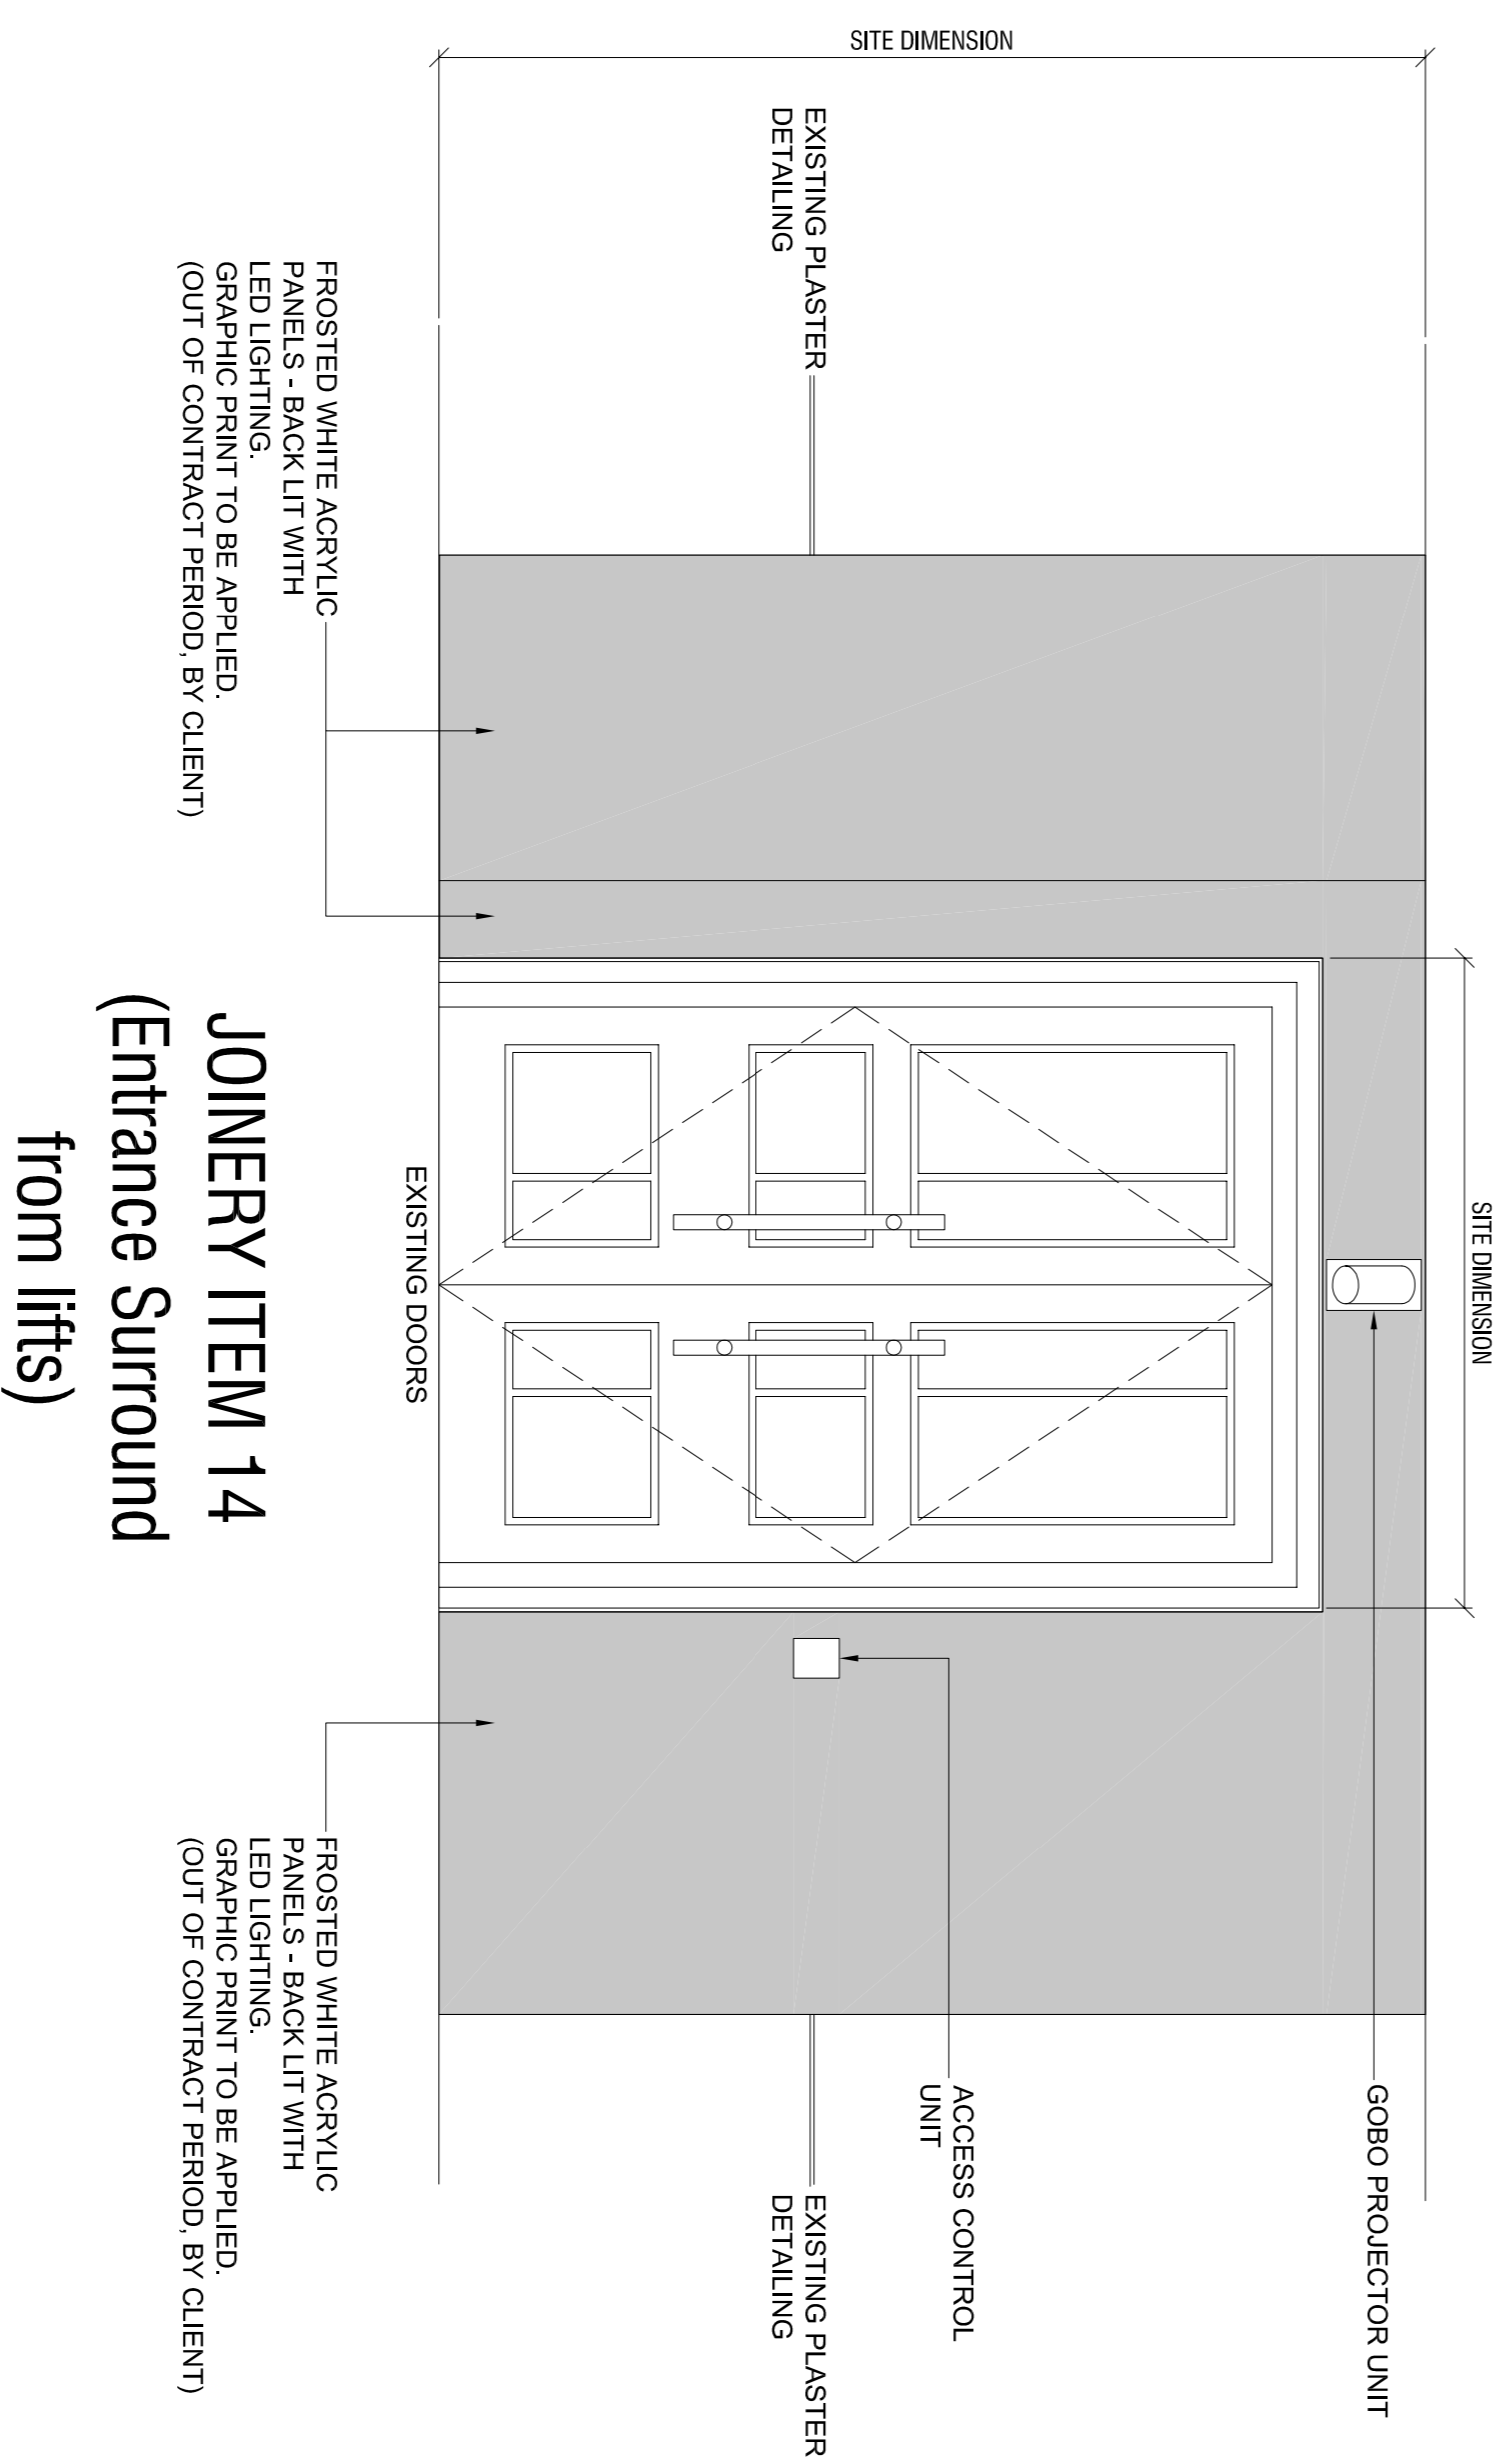 SITE DIMENSION
SITE DIMENSION
GOBO PROJECTOR UNIT
ACCESS CONTROL
UNIT
EXISTING PLASTER
DETAILING
EXISTING PLASTER
DETAILING
EXISTING DOORS
FROSTED WHITE ACRYLIC
PANELS - BACK LIT WITH
LED LIGHTING.
GRAPHIC PRINT TO BE APPLIED.
(OUT OF CONTRACT PERIOD, BY CLIENT)
FROSTED WHITE ACRYLIC
PANELS - BACK LIT WITH
LED LIGHTING.
GRAPHIC PRINT TO BE APPLIED.
(OUT OF CONTRACT PERIOD, BY CLIENT)
JOINERY ITEM 14
(Entrance Surround
from lifts)